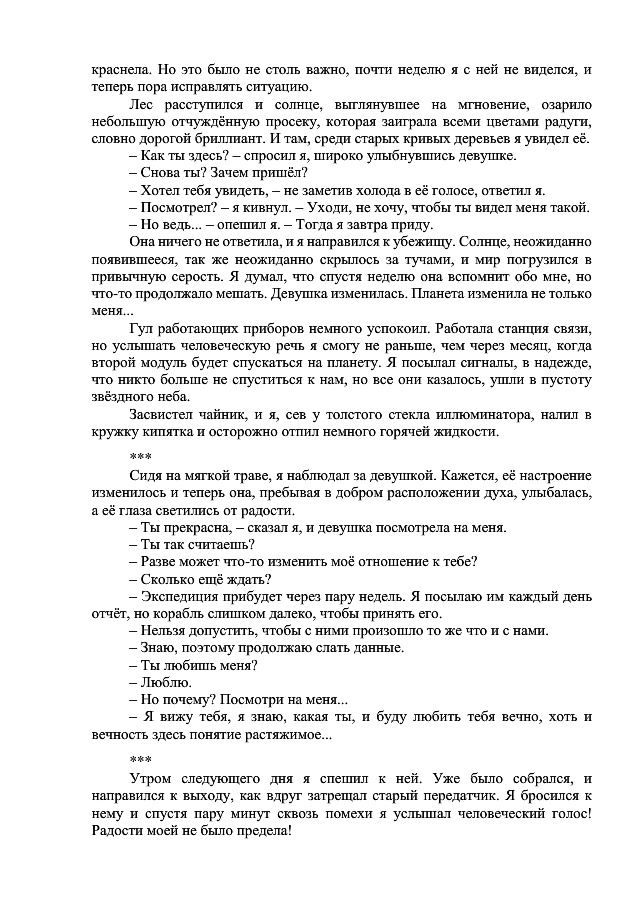 краснела. Но это было не столь важно, почти неделю я с ней не виделся, и
теперь пора исправлять ситуацию.
Лес расступился и солнце, выглянувшее на мгновение, озарило
небольшую отчуждённую просеку, которая заиграла всеми цветами радуги,
словно дорогой бриллиант. И там, среди старых кривых деревьев я увидел её.
– Как ты здесь? – спросил я, широко улыбнувшись девушке.
– Снова ты? Зачем пришёл?
– Хотел тебя увидеть, – не заметив холода в её голосе, ответил я.
– Посмотрел? – я кивнул. – Уходи, не хочу, чтобы ты видел меня такой.
– Но ведь... – опешил я. – Тогда я завтра приду.
Она ничего не ответила, и я направился к убежищу. Солнце, неожиданно
появившееся, так же неожиданно скрылось за тучами, и мир погрузился в
привычную серость. Я думал, что спустя неделю она вспомнит обо мне, но
что-то продолжало мешать. Девушка изменилась. Планета изменила не только
меня...
Гул работающих приборов немного успокоил. Работала станция связи,
но услышать человеческую речь я смогу не раньше, чем через месяц, когда
второй модуль будет спускаться на планету. Я посылал сигналы, в надежде,
что никто больше не спуститься к нам, но все они казалось, ушли в пустоту
звёздного неба.
Засвистел чайник, и я, сев у толстого стекла иллюминатора, налил в
кружку кипятка и осторожно отпил немного горячей жидкости.
***
Сидя на мягкой траве, я наблюдал за девушкой. Кажется, её настроение
изменилось и теперь она, пребывая в добром расположении духа, улыбалась,
а её глаза светились от радости.
– Ты прекрасна, – сказал я, и девушка посмотрела на меня.
– Ты так считаешь?
– Разве может что-то изменить моё отношение к тебе?
– Сколько ещё ждать?
– Экспедиция прибудет через пару недель. Я посылаю им каждый день
отчёт, но корабль слишком далеко, чтобы принять его.
– Нельзя допустить, чтобы с ними произошло то же что и с нами.
– Знаю, поэтому продолжаю слать данные.
– Ты любишь меня?
– Люблю.
– Но почему? Посмотри на меня...
– Я вижу тебя, я знаю, какая ты, и буду любить тебя вечно, хоть и
вечность здесь понятие растяжимое...
***
Утром следующего дня я спешил к ней. Уже было собрался, и
направился к выходу, как вдруг затрещал старый передатчик. Я бросился к
нему и спустя пару минут сквозь помехи я услышал человеческий голос!
Радости моей не было предела!